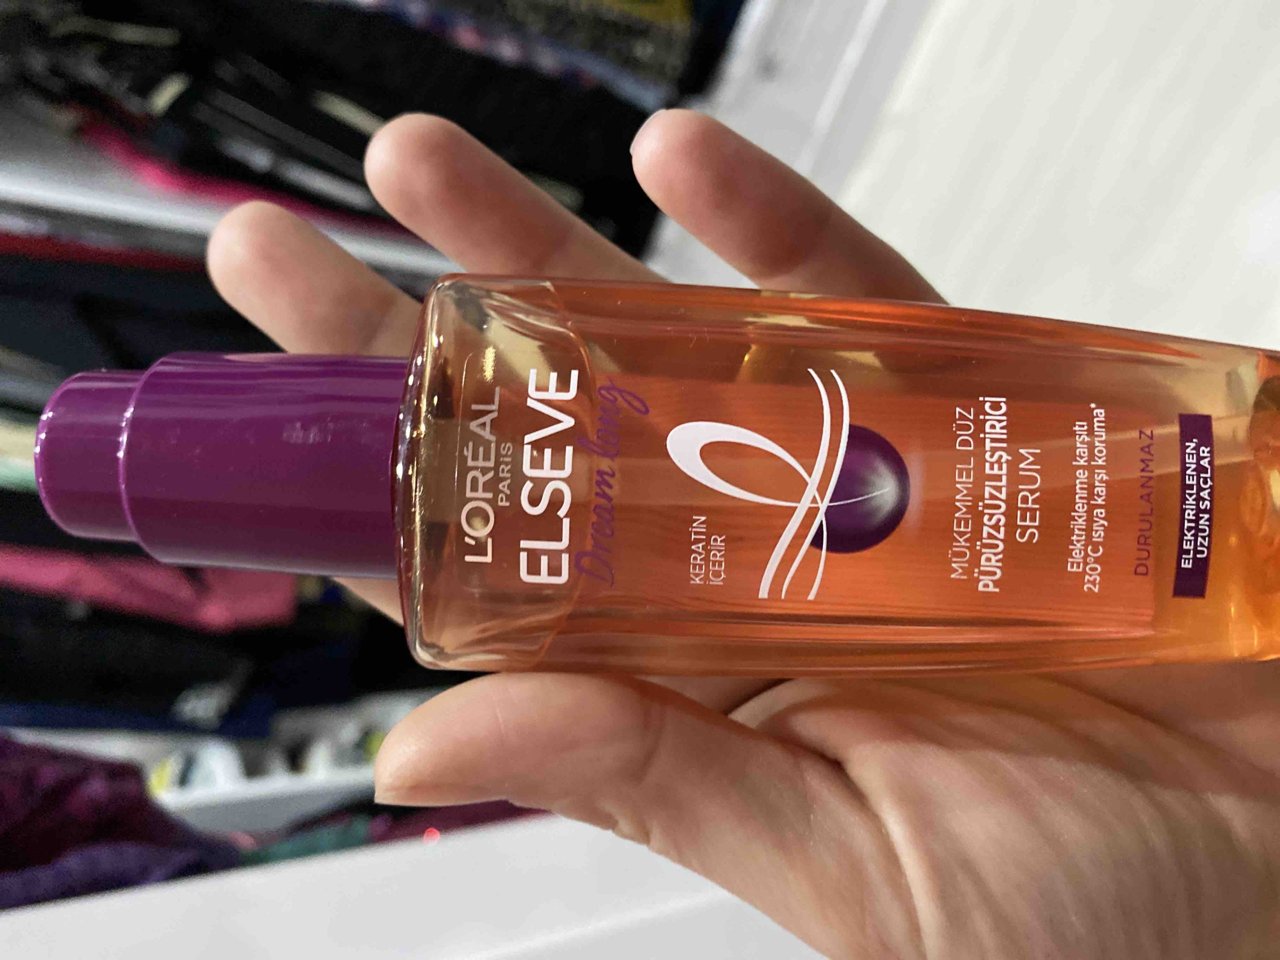 L'ORÉAL
PARIS
ELSEVE
Dream long
KERATİN
İÇERİR
MÜKEMMEL DÜZ
PÜRÜZSÜZLEŞTİRİCİ
SERUM
Elektriklenme karşıtı
230°C ısıya karşı koruma*
DURULANMAZ
ELEKTRİKLENEN,
UZUN SAÇLAR